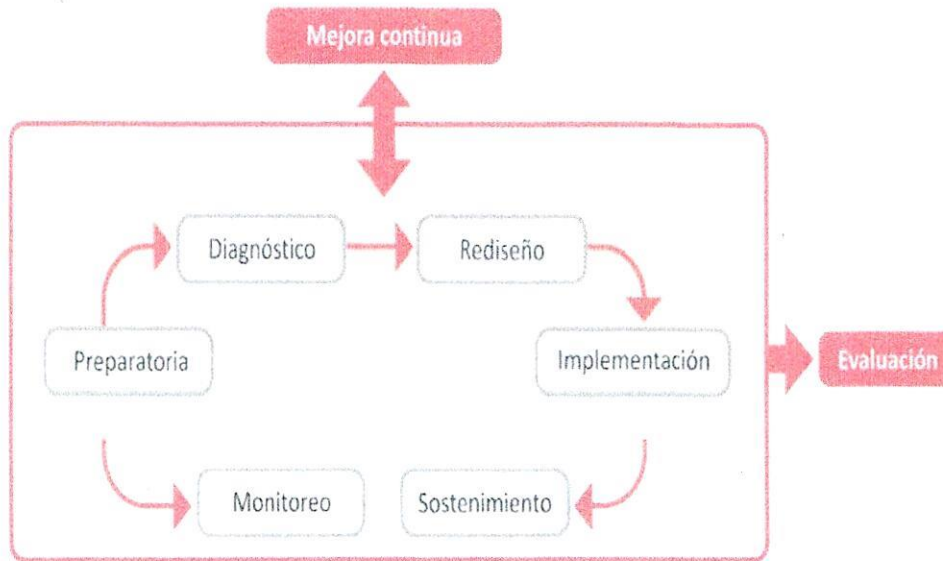 Mejora continua
Diagnóstico
Rediseño
Preparatoria
Implementación
Evaluación
Monitoreo
Sostenimiento